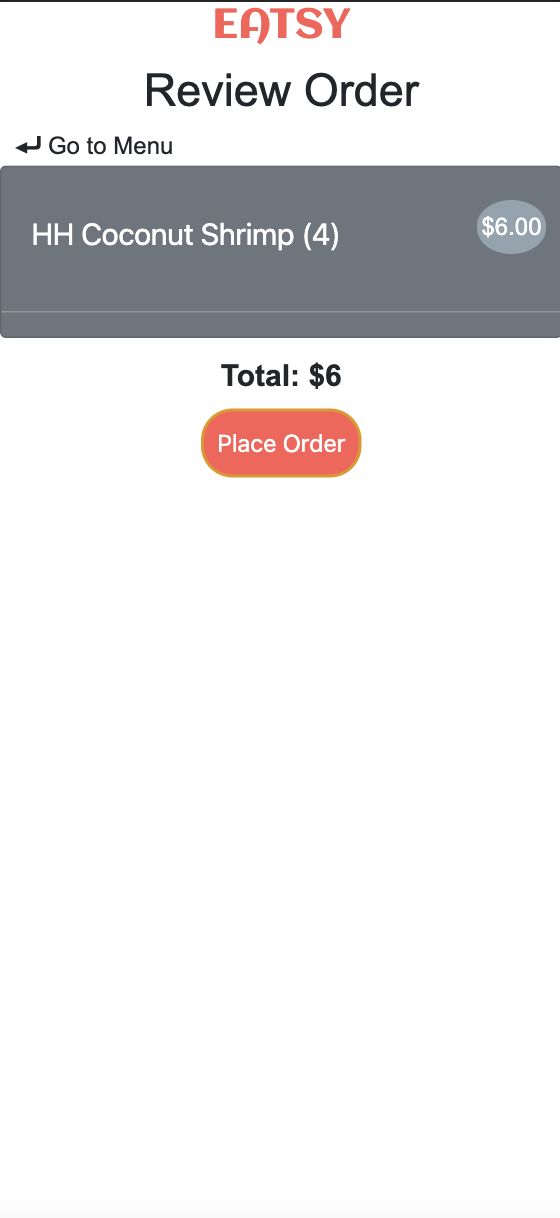 EATSY
Review Order
Go to Menu
HH Coconut Shrimp (4)
$6.00
Total: $6
Place Order